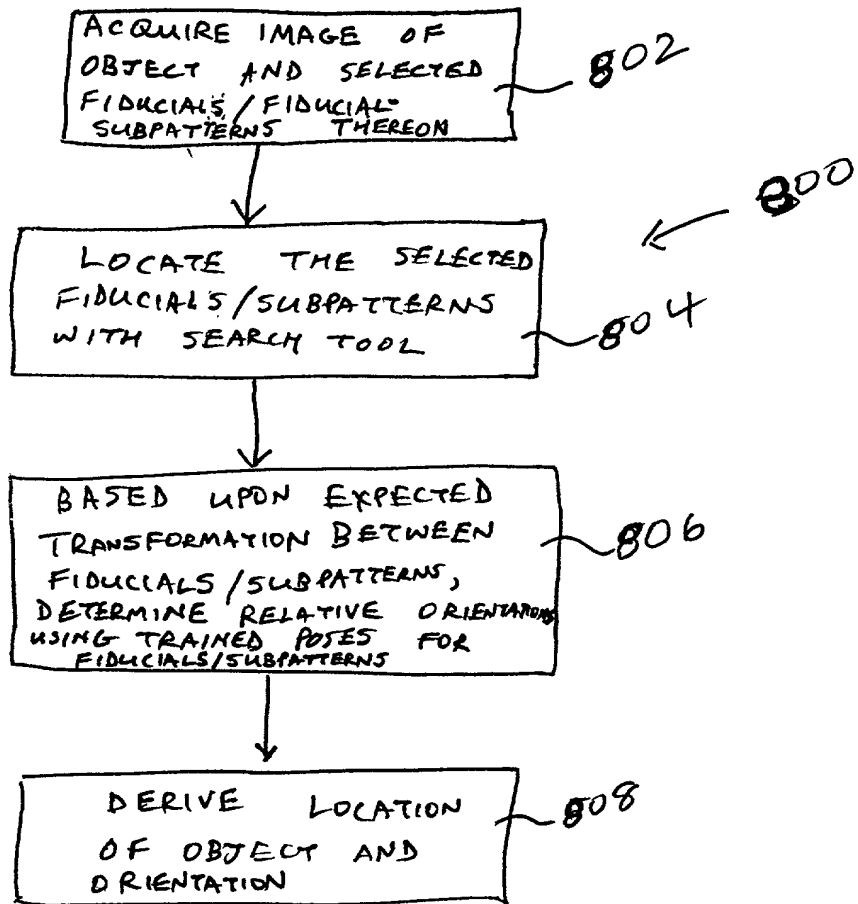 ACQUIRE IMAGE OF
OBJECT AND SELECTED
FIDUCIALS/FIDUCIAL-
SUBPATTERNS THEREON
802
800
LOCATE THE SELECTED
FIDUCIALS/SUBPATTERNS
WITH SEARCH TOOL
804
BASED UPON EXPECTED
TRANSFORMATION BETWEEN
FIDUCIALS/SUBPATTERNS,
DETERMINE RELATIVE ORIENTATIONS
USING TRAINED POSES FOR
FIDUCIALS/SUBPATTERNS
806
DERIVE LOCATION
OF OBJECT AND
ORIENTATION
808